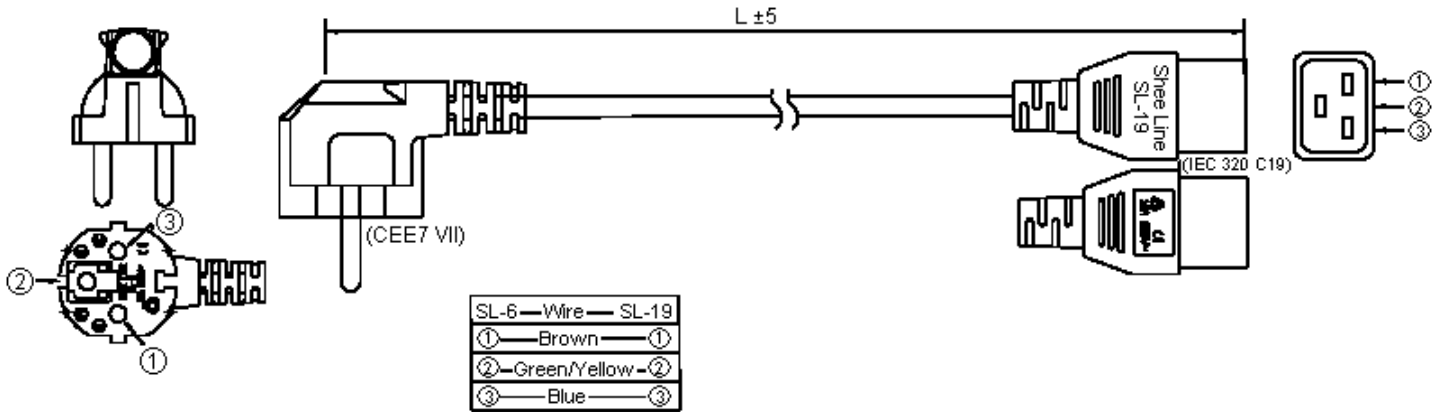 L ±5
Shee Line
SL-19
①
②
③
(IEC 320 C19)
(CEE7 VII)
③
②
①
SL-6—Wire—SL-19
①—Brown—①
②—Green/Yellow-②
③—Blue—③